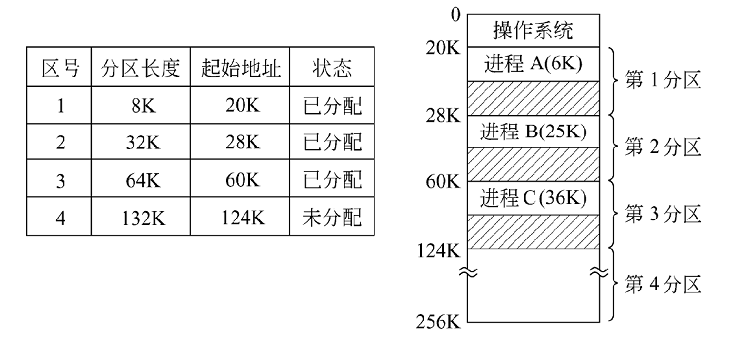 区号 分区长度 起始地址 状态
1 8K 20K 已分配
2 32K 28K 已分配
3 64K 60K 已分配
4 132K 124K 未分配
0
操作系统
20K
进程 A(6K)
第 1 分区
28K
进程 B(25K)
第 2 分区
60K
进程 C(36K)
第 3 分区
124K
第 4 分区
256K